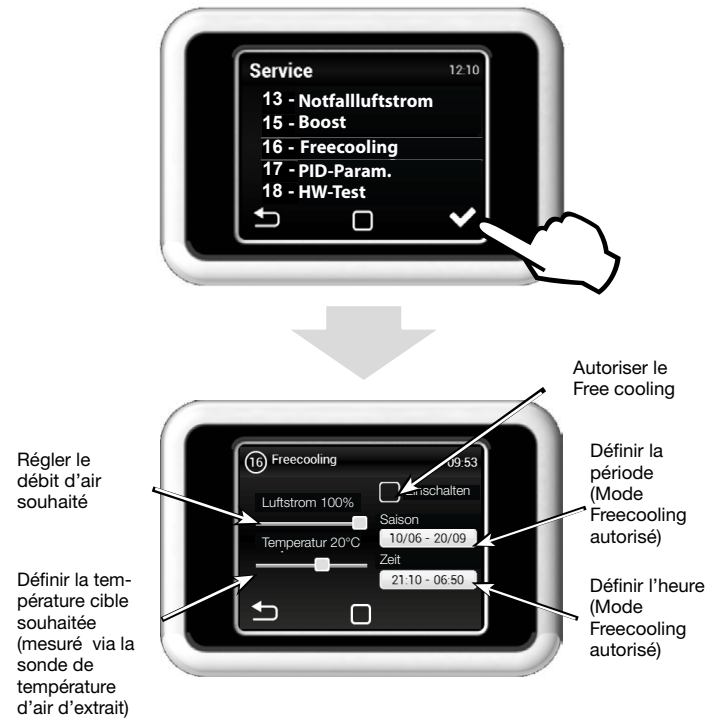 Service 12:10
13 - Notfallluftstrom
15 - Boost
16 - Freecooling
17 - PID-Param.
18 - HW-Test
Autoriser le
Free cooling
Régler le
débit d'air
souhaité
Définir la tem-
pérature cible
souhaitée
(mesuré via la
sonde de
température
d'air d'extrait)
16 Freecooling 09:53
Einschalten
Luftstrom 100%
Saison
10/06 - 20/09
Temperatur 20°C
Zeit
21:10 - 06:50
Définir la
période
(Mode
Freecooling
autorisé)
Définir l'heure
(Mode
Freecooling
autorisé)